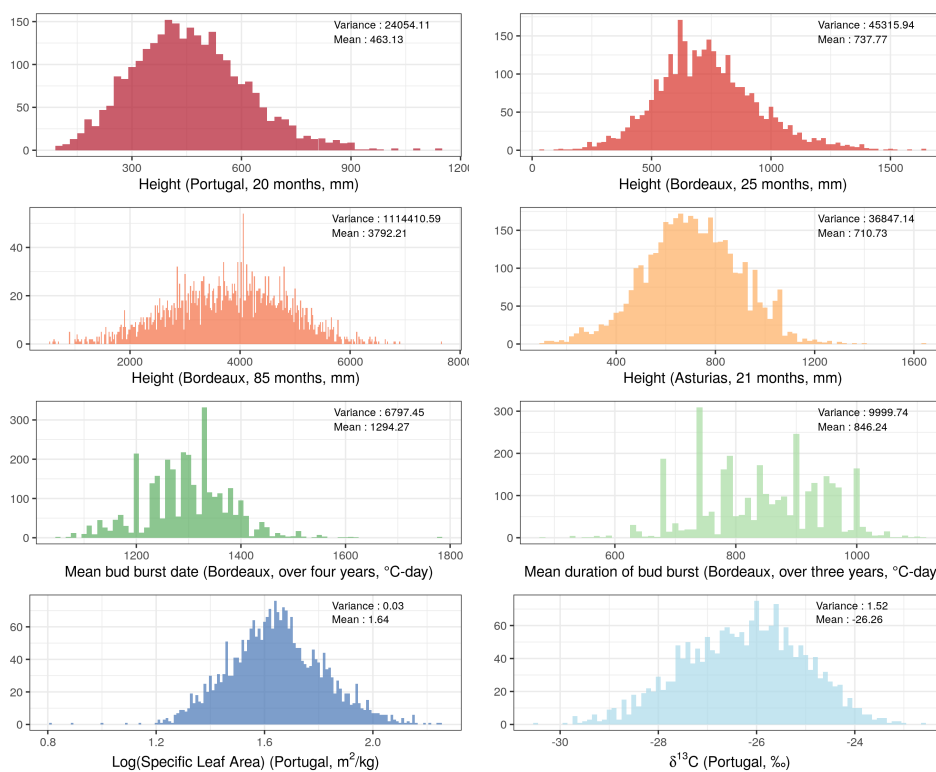 Variance : 24054.11
Mean : 463.13
150
100
50
0
300
600
900
120
Height (Portugal, 20 months, mm)
Variance : 45315.94
Mean : 737.77
150
100
50
0
0
500
1000
1500
Height (Bordeaux, 25 months, mm)
Variance : 1114410.59
Mean : 3792.21
40
20
0
2000
4000
6000
800
Height (Bordeaux, 85 months, mm)
Variance : 36847.14
Mean : 710.73
150
100
50
0
400
800
1200
1600
Height (Asturias, 21 months, mm)
Variance : 6797.45
Mean : 1294.27
300
200
100
0
1200
1400
1600
1800
Mean bud burst date (Bordeaux, over four years, °C-day)
Variance : 9999.74
Mean : 846.24
300
200
100
0
600
800
1000
Mean duration of bud burst (Bordeaux, over three years, °C-day
Variance : 0.03
Mean : 1.64
60
40
20
0
0.8
1.2
1.6
2.0
Log(Specific Leaf Area) (Portugal, m²/kg)
Variance : 1.52
Mean : -26.26
60
40
20
0
-30
-28
-26
-24
δ¹³C (Portugal, ‰)